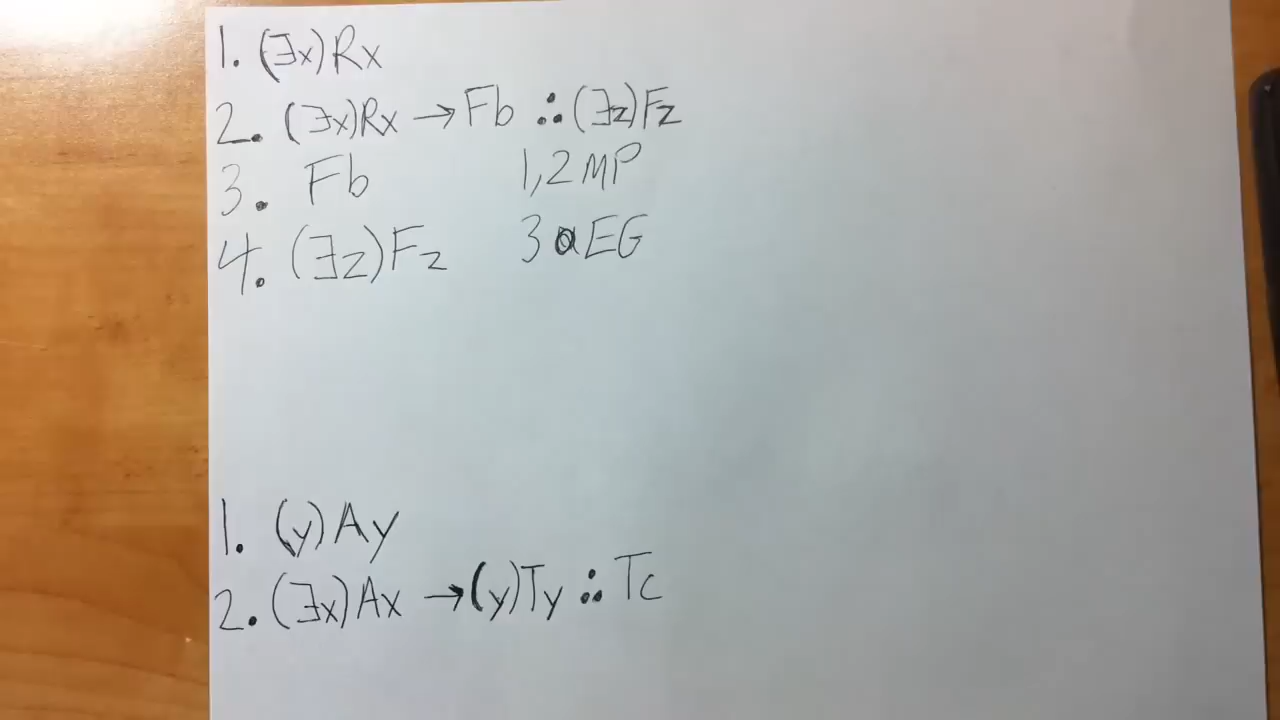 1. (∃x)Rx
2. (∃x)Rx → Fb ∴ (∃z)Fz
3. Fb 1,2 MP
4. (∃z)Fz 3 EG
1. (y)Ay
2. (∃x)Ax → (y)Ty ∴ Tc